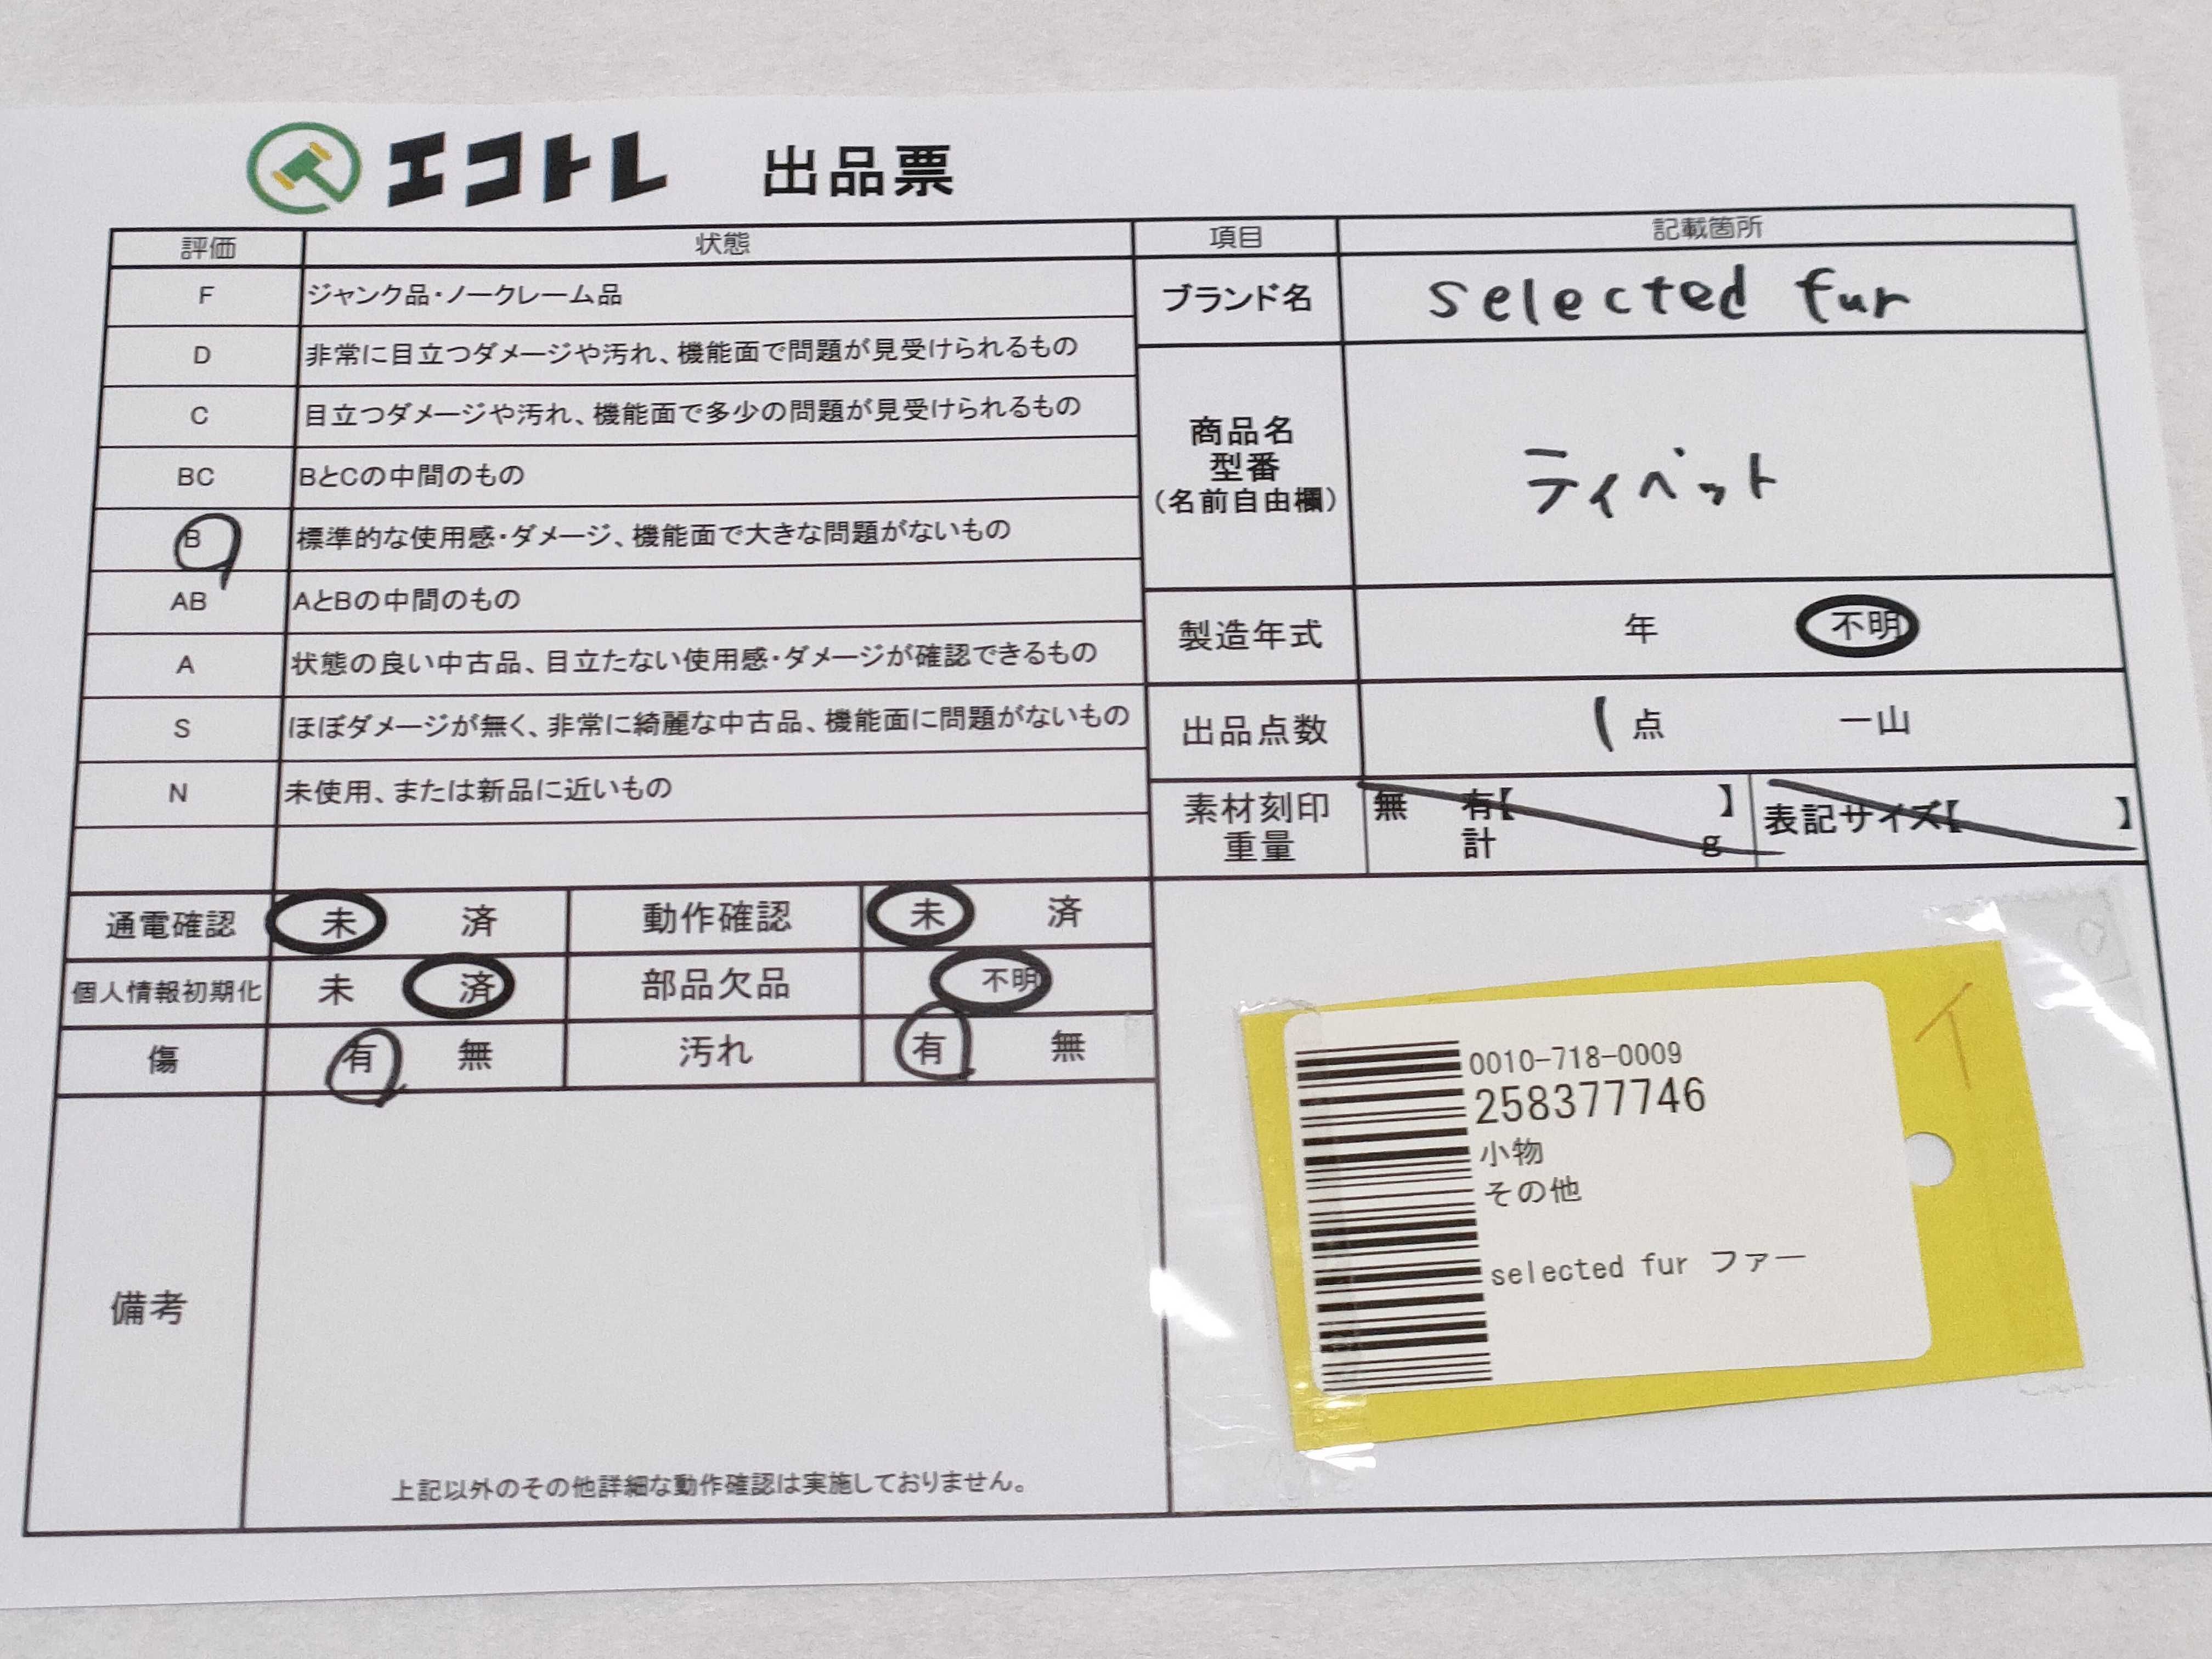 エコトレ 出品票
評価 状態
F ジャンク品・ノークレーム品
D 非常に目立つダメージや汚れ、機能面で問題が見受けられるもの
C 目立つダメージや汚れ、機能面で多少の問題が見受けられるもの
BC BとCの中間のもの
B 標準的な使用感・ダメージ、機能面で大きな問題がないもの
AB AとBの中間のもの
A 状態の良い中古品、目立たない使用感・ダメージが確認できるもの
S ほぼダメージが無く、非常に綺麗な中古品、機能面に問題がないもの
N 未使用、または新品に近いもの
項目 記載箇所
ブランド名 selected fur
商品名
型番
(名前自由欄)
ティペット
製造年式 年 不明
出品点数 1点 一山
素材刻印 無 有【 】 表記サイズ【 】
重量 計 g
通電確認 未 済 動作確認 未 済
個人情報初期化 未 済 部品欠品 不明
傷 有 無 汚れ 有 無
備考
上記以外のその他詳細な動作確認は実施しておりません。
イ
0010-718-0009
258377746
小物
その他
selected fur ファー